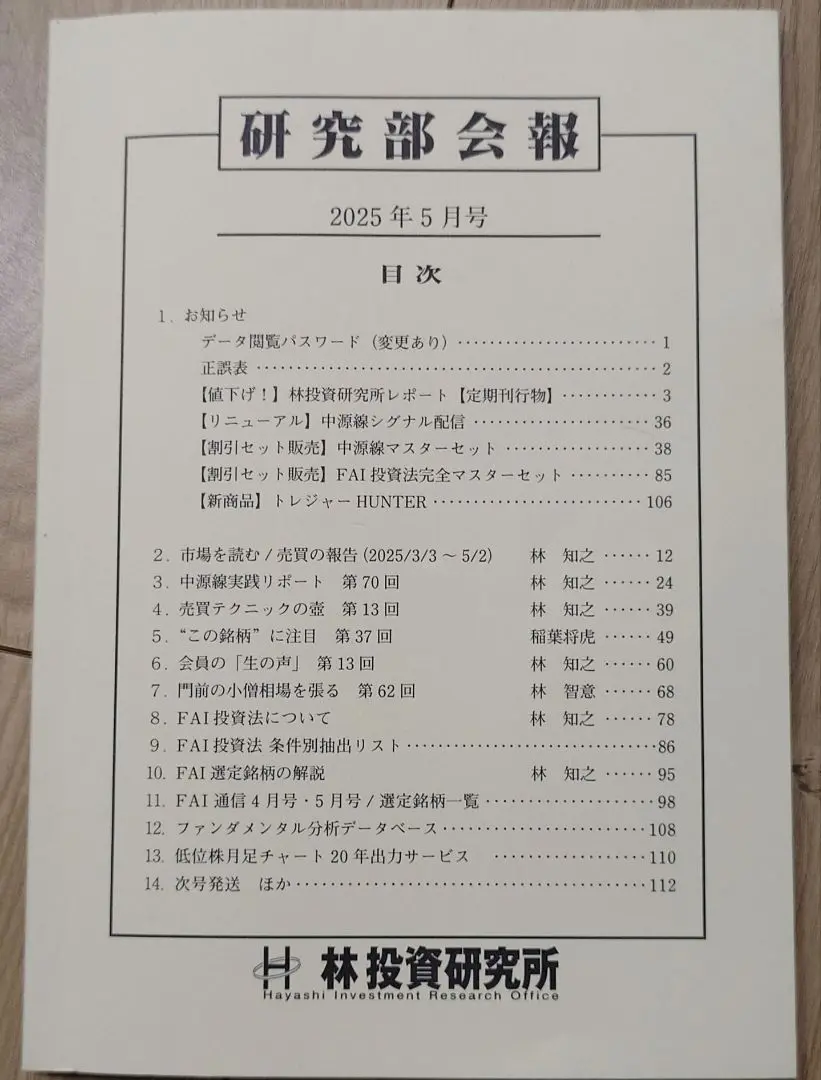 研究部会報
2025年5月号
目次
1. お知らせ
データ閲覧パスワード（変更あり）‥‥‥‥‥‥‥‥‥‥‥‥ 1
正誤表 ‥‥‥‥‥‥‥‥‥‥‥‥‥‥‥‥‥‥‥‥ 2
【値下げ！】林投資研究所レポート【定期刊行物】‥‥‥‥‥ 3
【リニューアル】中源線シグナル配信 ‥‥‥‥‥‥‥‥‥ 36
【割引セット販売】中源線マスターセット ‥‥‥‥‥‥‥ 38
【割引セット販売】FAI投資法完全マスターセット ‥‥‥‥ 85
【新商品】トレジャーHUNTER ‥‥‥‥‥‥‥‥‥‥‥ 106
2. 市場を読む / 売買の報告 (2025/3/3 ～ 5/2) 林 知之 ‥‥‥ 12
3. 中源線実践リポート 第70回 林 知之 ‥‥‥ 24
4. 売買テクニックの壺 第13回 林 知之 ‥‥‥ 39
5. “この銘柄”に注目 第37回 稲葉将虎 ‥‥‥ 49
6. 会員の「生の声」 第13回 林 知之 ‥‥‥ 60
7. 門前の小僧相場を張る 第62回 林 智意 ‥‥‥ 68
8. FAI投資法について 林 知之 ‥‥‥ 78
9. FAI投資法 条件別抽出リスト ‥‥‥‥‥‥‥‥‥‥‥‥ 86
10. FAI選定銘柄の解説 林 知之 ‥‥‥ 95
11. FAI通信4月号・5月号 / 選定銘柄一覧 ‥‥‥‥‥‥‥‥ 98
12. ファンダメンタル分析データベース ‥‥‥‥‥‥‥‥‥‥ 108
13. 低位株月足チャート20年出力サービス ‥‥‥‥‥‥‥ 110
14. 次号発送 ほか ‥‥‥‥‥‥‥‥‥‥‥‥‥‥‥‥‥ 112
林投資研究所
Hayashi Investment Research Office